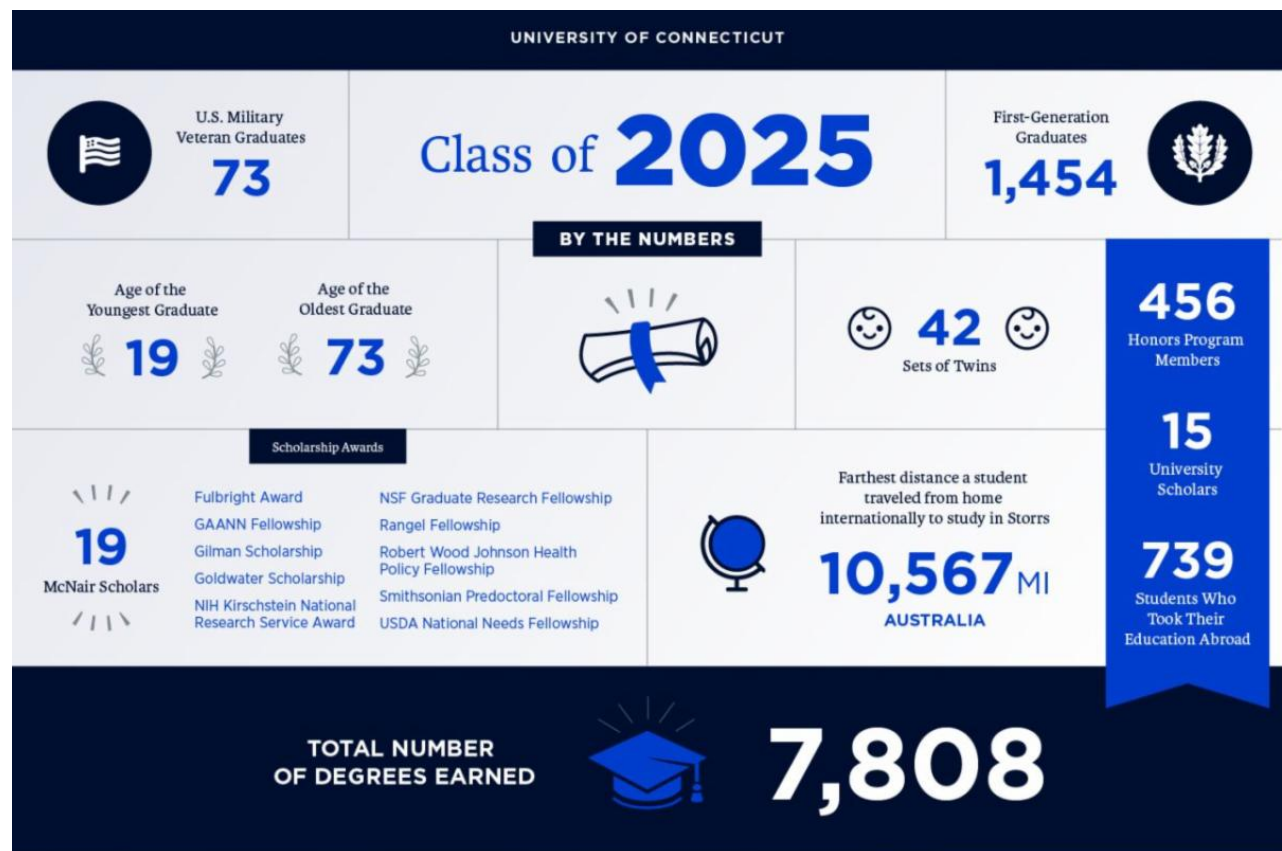 UNIVERSITY OF CONNECTICUT
U.S. Military
Veteran Graduates
73
Class of 2025
First-Generation
Graduates
1,454
BY THE NUMBERS
Age of the
Youngest Graduate
19
Age of the
Oldest Graduate
73
42
Sets of Twins
456
Honors Program
Members
15
University
Scholars
739
Students Who
Took Their
Education Abroad
Scholarship Awards
19
McNair Scholars
Fulbright Award
GAANN Fellowship
Gilman Scholarship
Goldwater Scholarship
NIH Kirschstein National
Research Service Award
NSF Graduate Research Fellowship
Rangel Fellowship
Robert Wood Johnson Health
Policy Fellowship
Smithsonian Predoctoral Fellowship
USDA National Needs Fellowship
Farthest distance a student
traveled from home
internationally to study in Storrs
10,567 MI
AUSTRALIA
TOTAL NUMBER
OF DEGREES EARNED
7,808